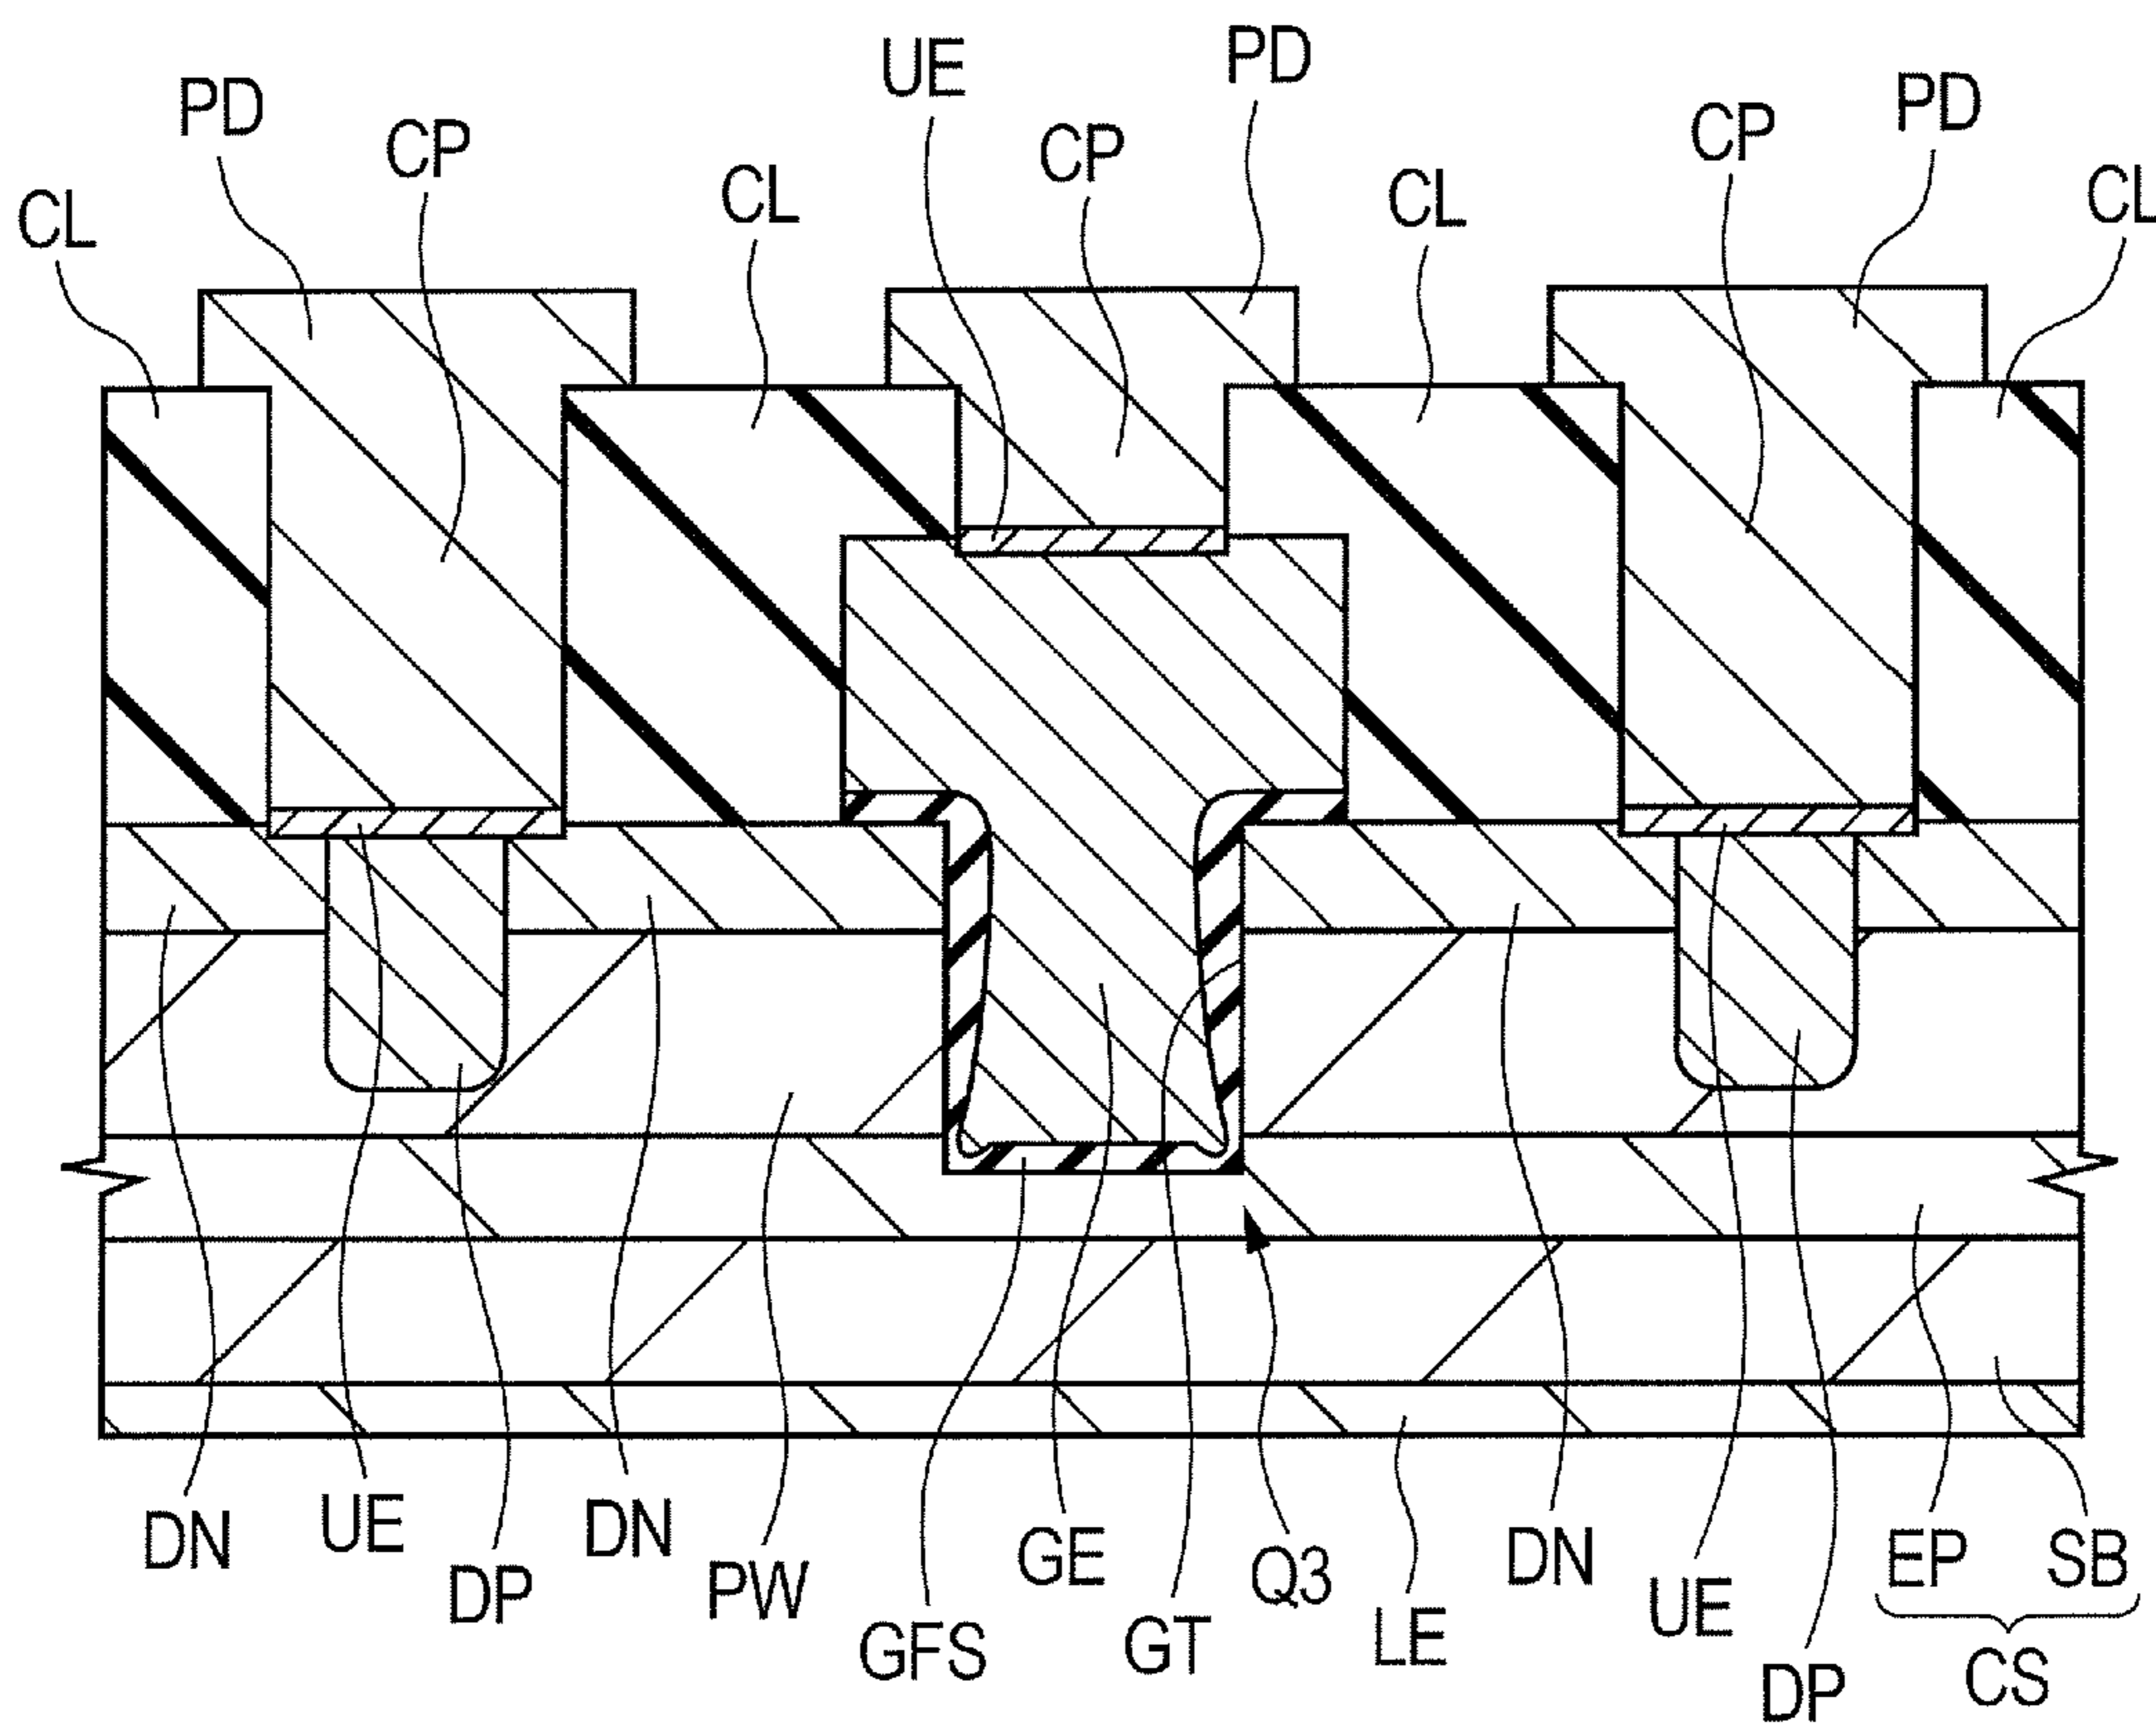 PD
CP
CL
CL
UE
CP
PD
CL
CP
PD
CL
DN
UE
DP
DN
PW
GFS
GE
GT
Q3
LE
DN
UE
DP
EP
SB
CS